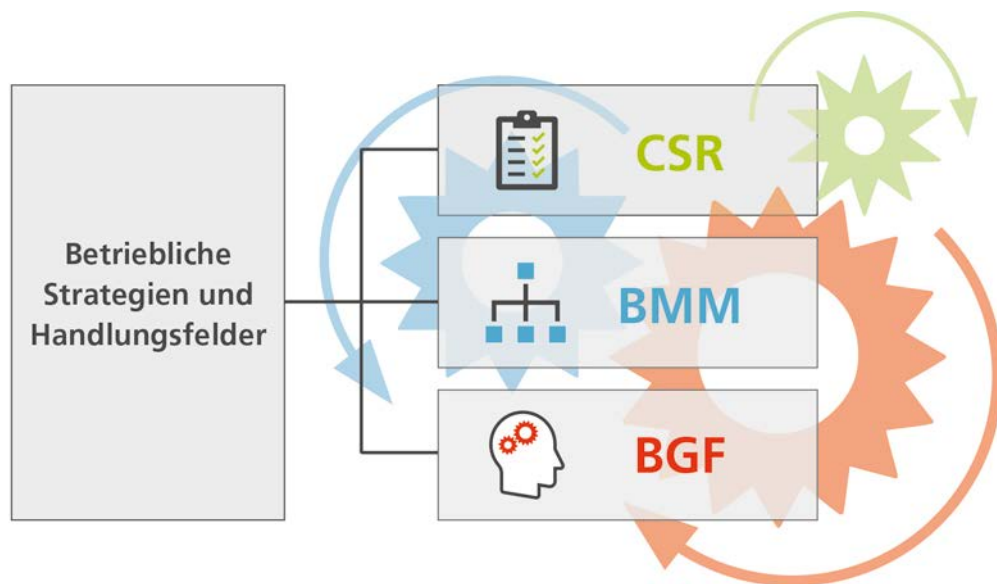 Betriebliche
Strategien und
Handlungsfelder
CSR
BMM
BGF